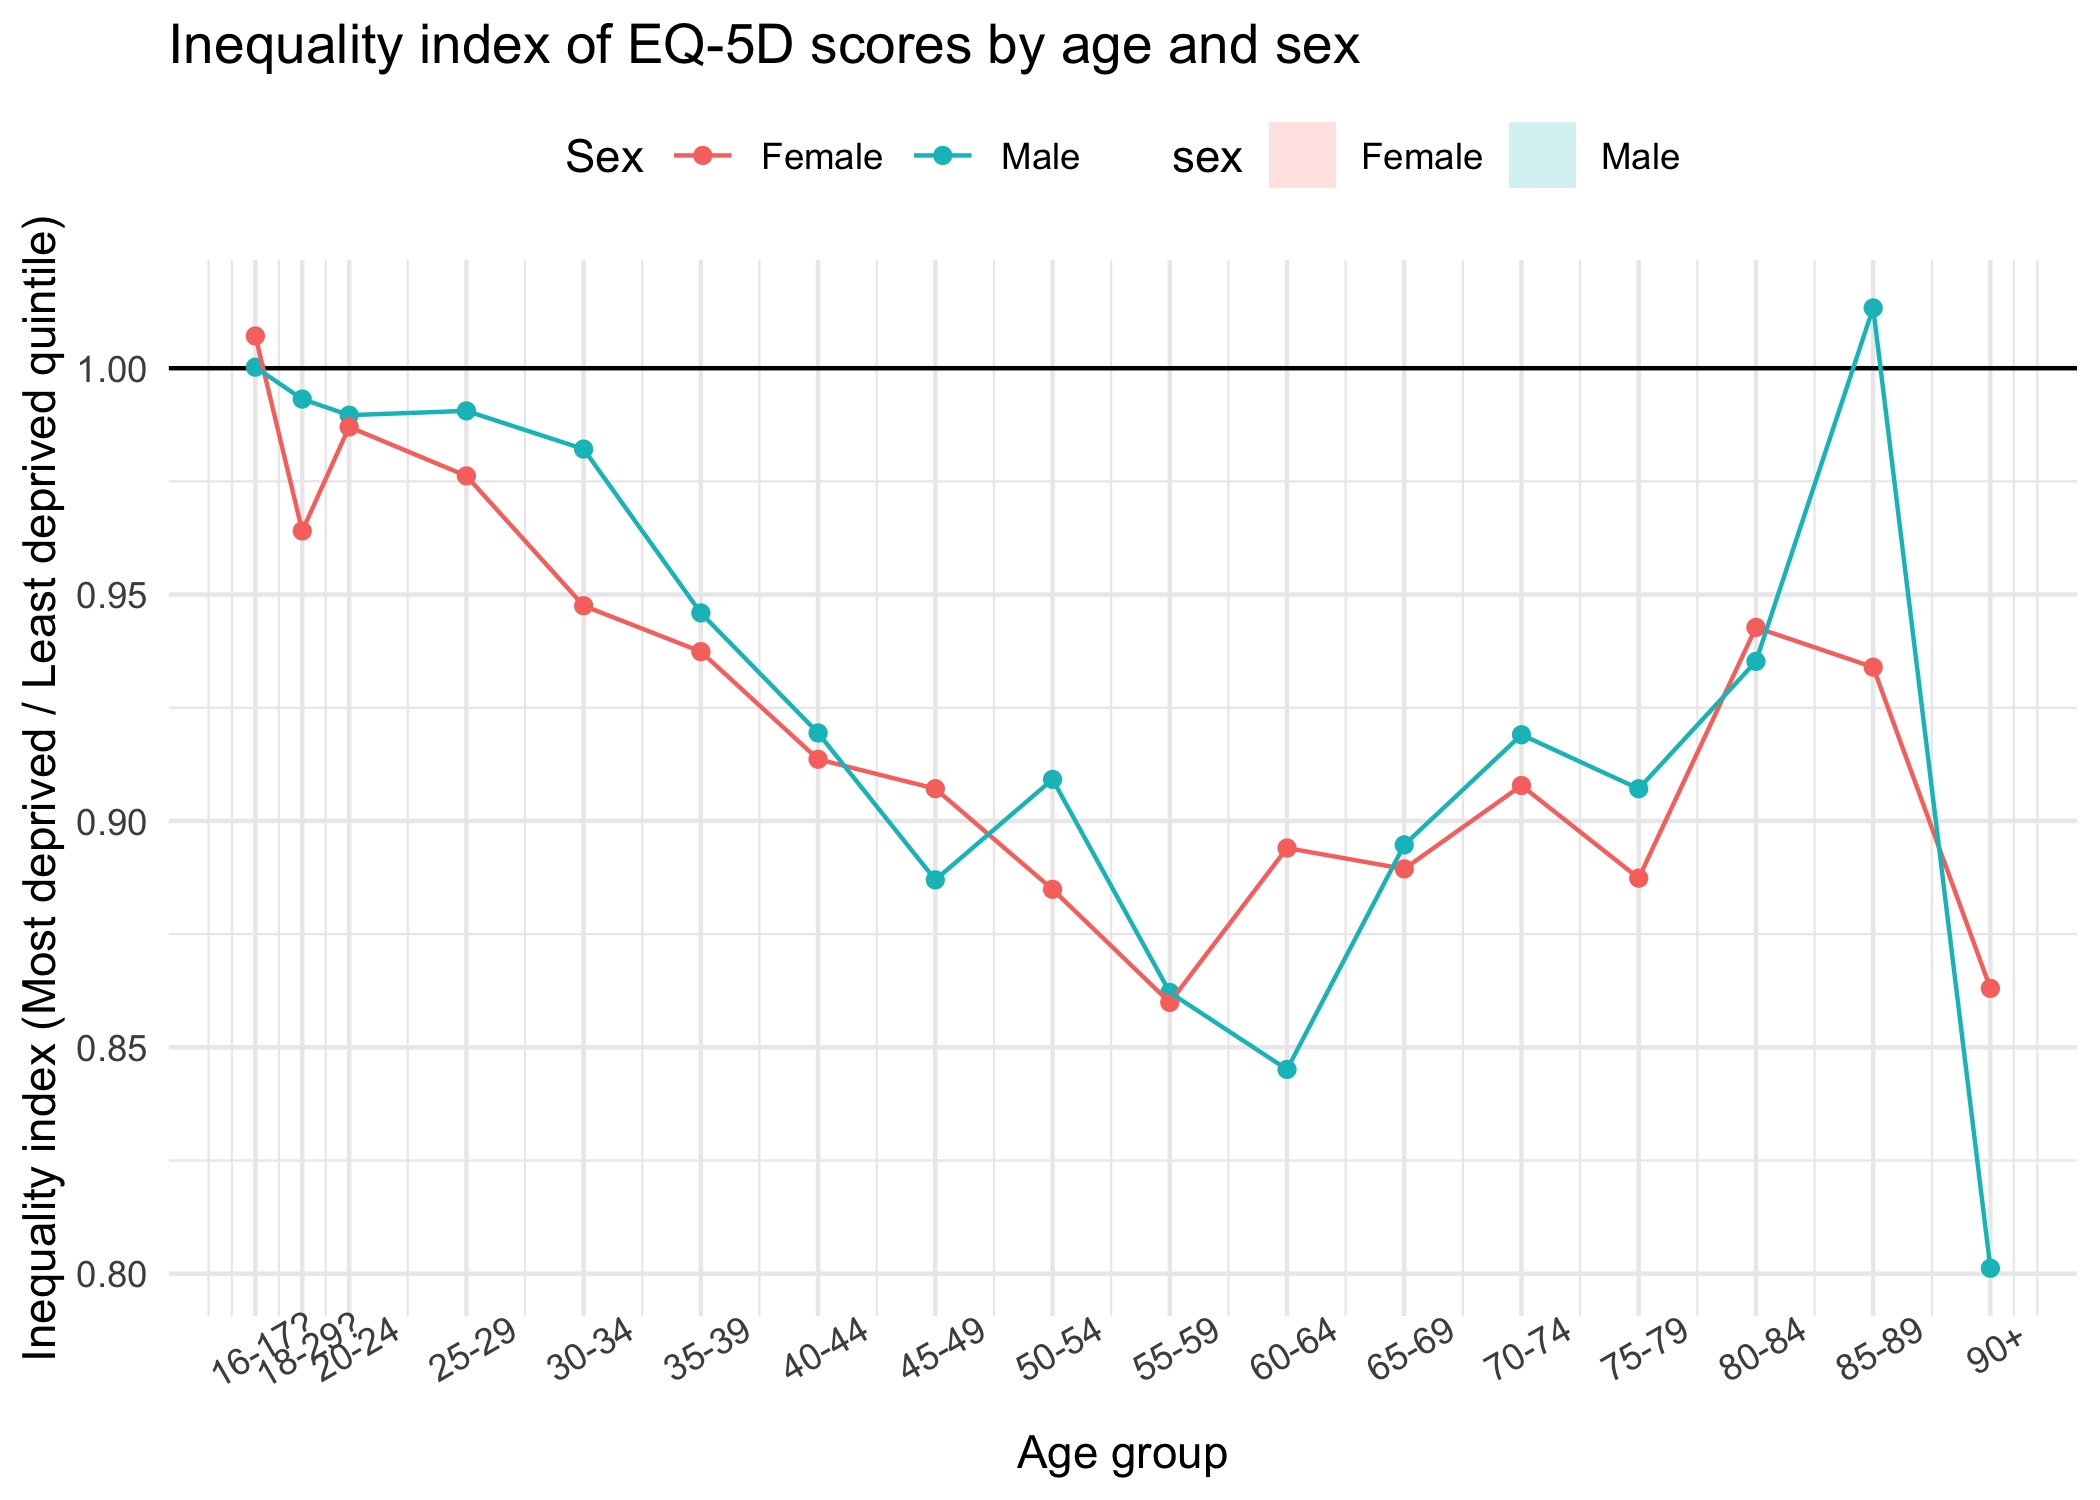 Inequality index of EQ-5D scores by age and sex
Sex Female Male sex Female Male
Inequality index (Most deprived / Least deprived quintile)
1.00
0.95
0.90
0.85
0.80
16-17? 18-29? 20-24 25-29 30-34 35-39 40-44 45-49 50-54 55-59 60-64 65-69 70-74 75-79 80-84 85-89 90+
Age group